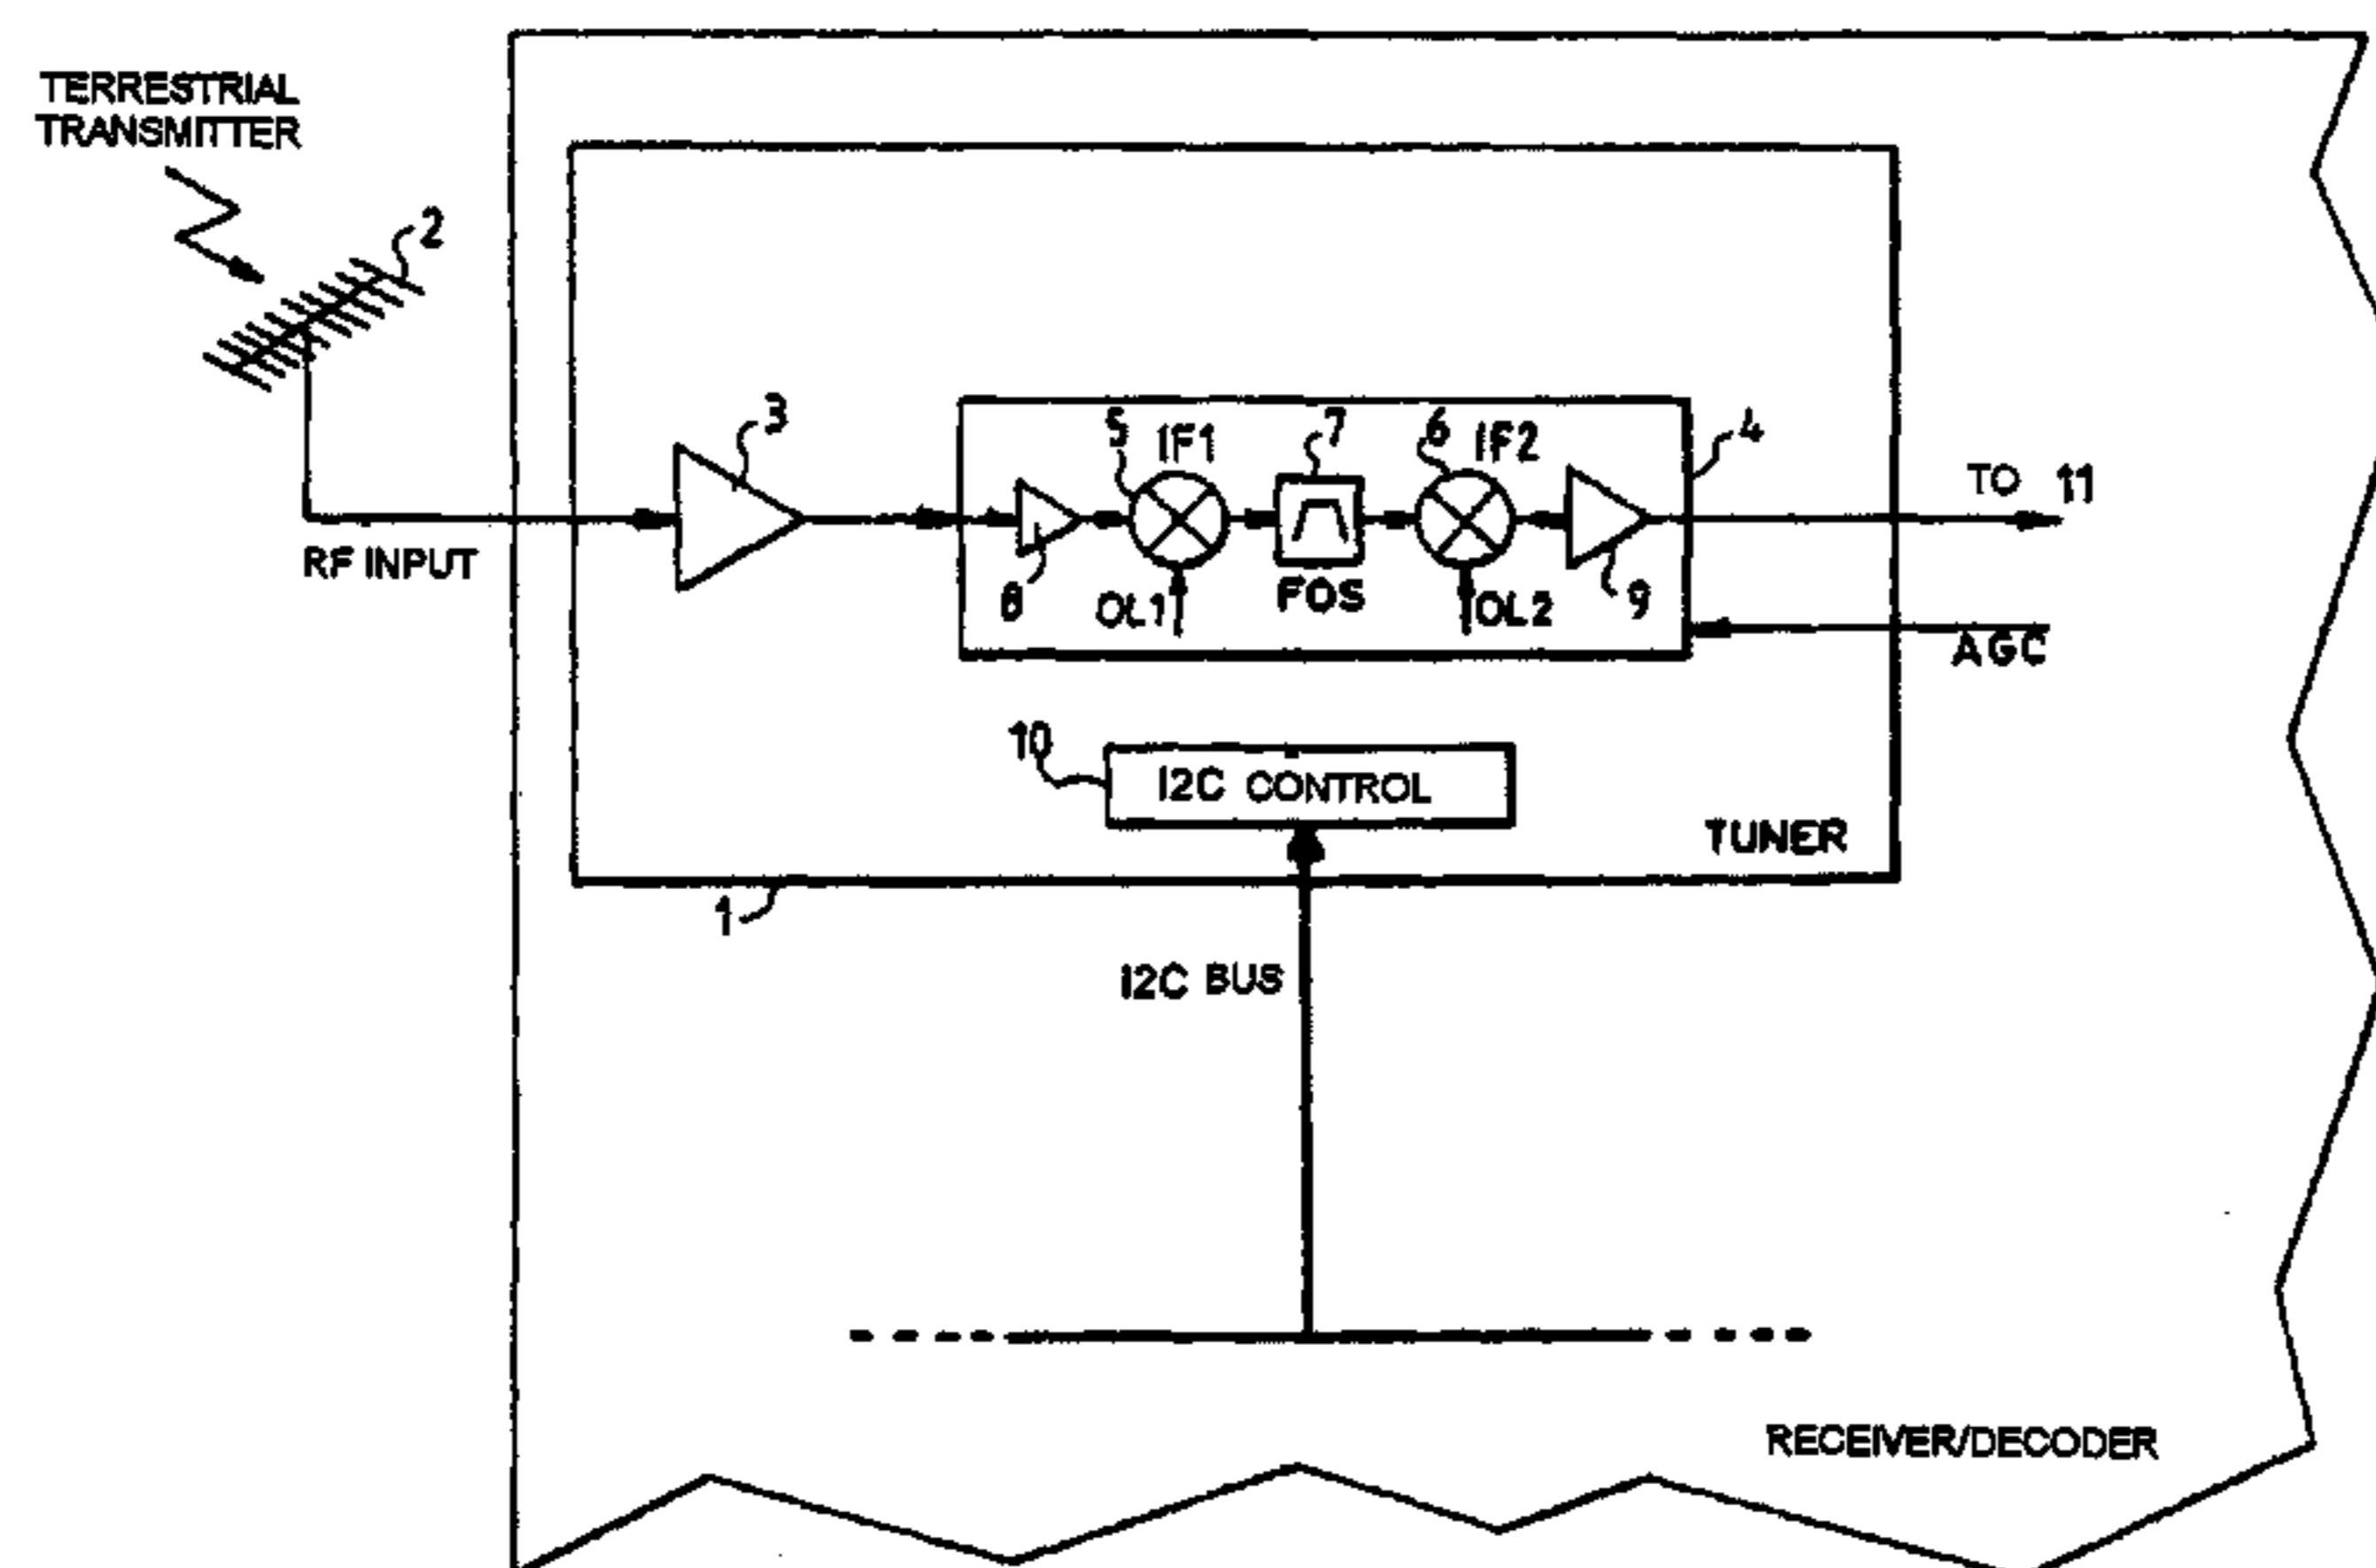 TERRESTRIAL
TRANSMITTER
2
3
5
IF1
7
6
IF2
4
TO 11
RF INPUT
8
OL1
FOS
OL2
9
AGC
10
I2C CONTROL
TUNER
1
I2C BUS
RECEIVER/DECODER